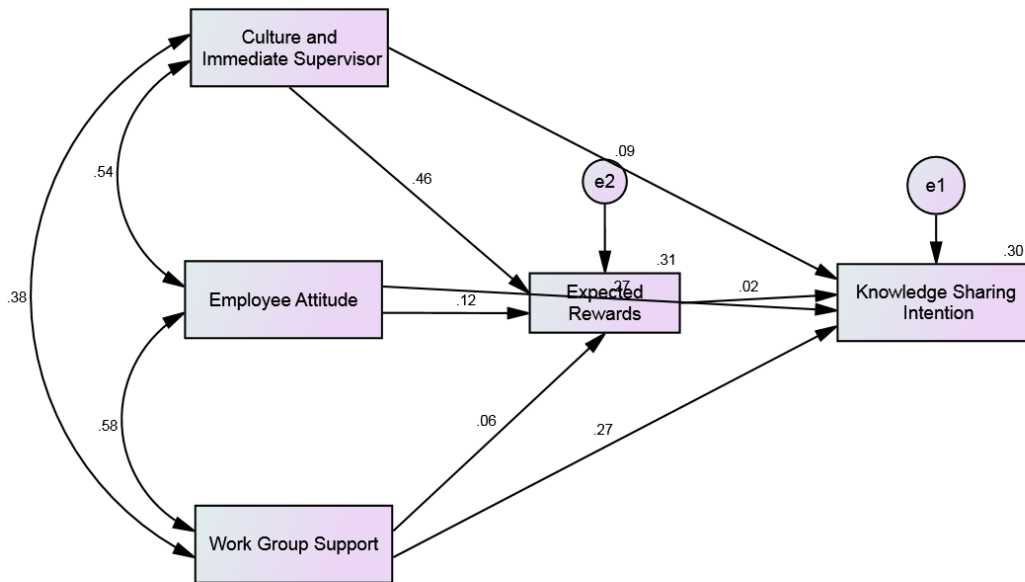 Culture and
Immediate Supervisor
.09
.54
.46
e2
e1
.31
.30
.38
Employee Attitude
.12
.27
Expected
Rewards
.02
Knowledge Sharing
Intention
.58
.06
.27
Work Group Support